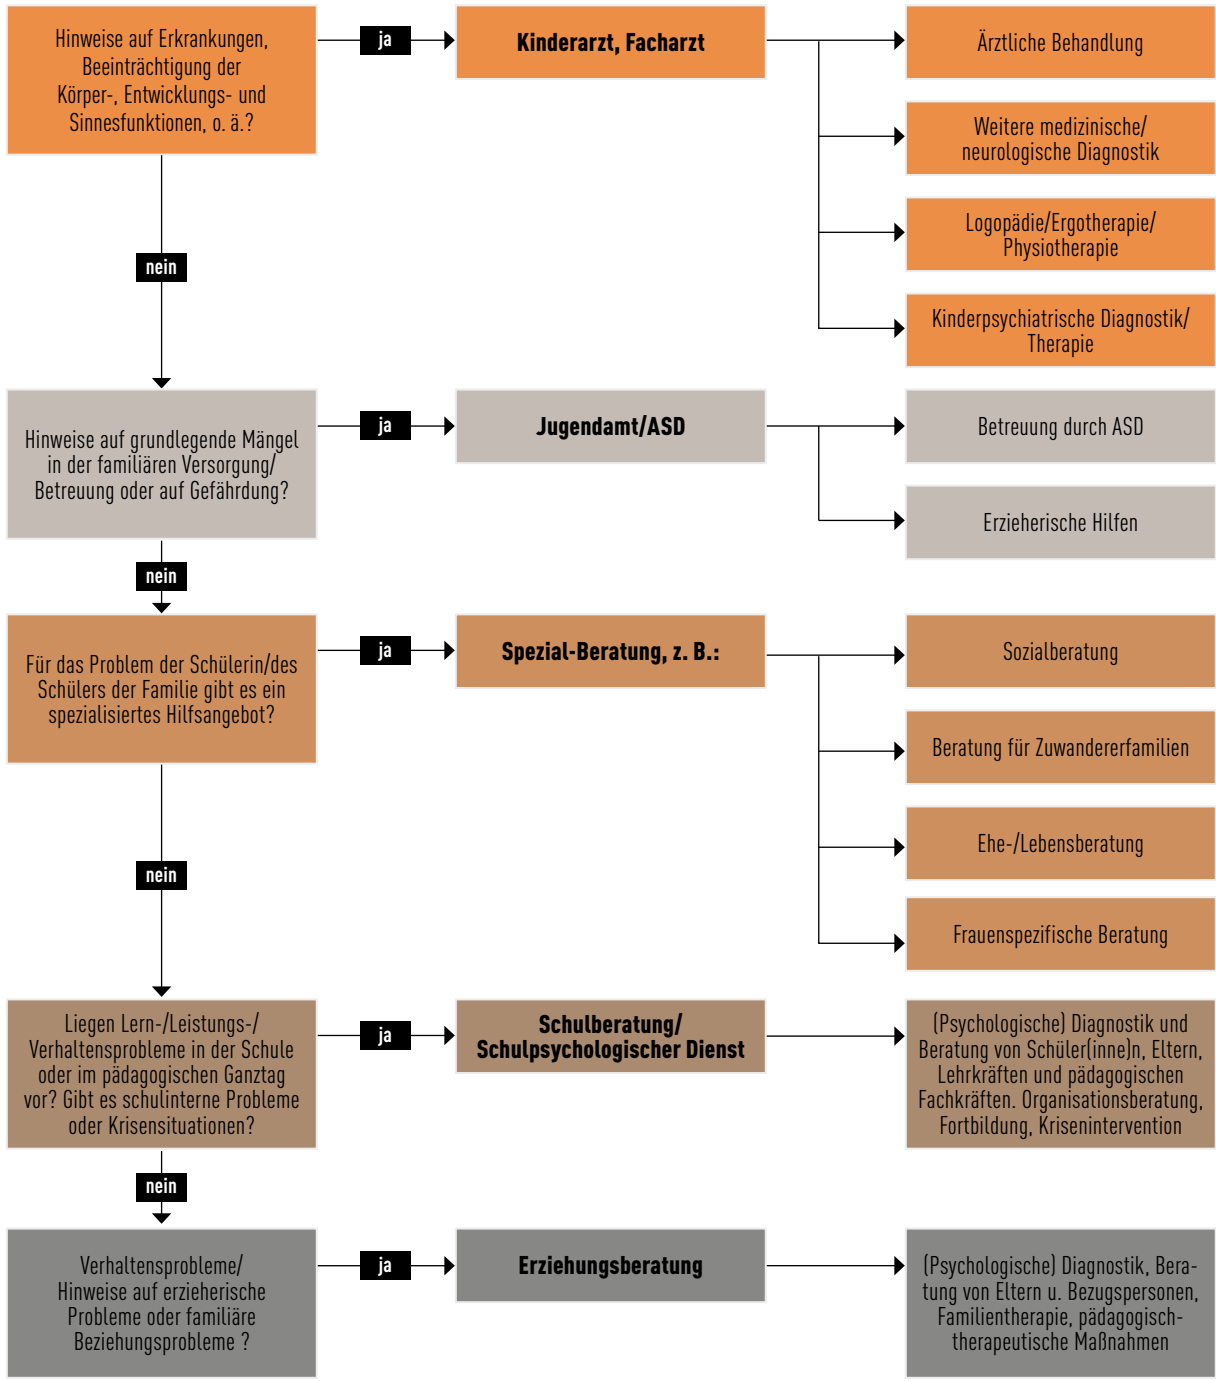 Hinweise auf Erkrankungen,
Beeinträchtigung der
Körper-, Entwicklungs- und
Sinnesfunktionen, o. ä.?
ja
Kinderarzt, Facharzt
Ärztliche Behandlung
Weitere medizinische/
neurologische Diagnostik
Logopädie/Ergotherapie/
Physiotherapie
Kinderpsychiatrische Diagnostik/
Therapie
nein
Hinweise auf grundlegende Mängel
in der familiären Versorgung/
Betreuung oder auf Gefährdung?
ja
Jugendamt/ASD
Betreuung durch ASD
Erzieherische Hilfen
nein
Für das Problem der Schülerin/des
Schülers der Familie gibt es ein
spezialisiertes Hilfsangebot?
ja
Spezial-Beratung, z. B.:
Sozialberatung
Beratung für Zuwandererfamilien
Ehe-/Lebensberatung
Frauenspezifische Beratung
nein
Liegen Lern-/Leistungs-/
Verhaltensprobleme in der Schule
oder im pädagogischen Ganztag
vor? Gibt es schulinterne Probleme
oder Krisensituationen?
ja
Schulberatung/
Schulpsychologischer Dienst
(Psychologische) Diagnostik und
Beratung von Schüler(inne)n, Eltern,
Lehrkräften und pädagogischen
Fachkräften. Organisationsberatung,
Fortbildung, Krisenintervention
nein
Verhaltensprobleme/
Hinweise auf erzieherische
Probleme oder familiäre
Beziehungsprobleme ?
ja
Erziehungsberatung
(Psychologische) Diagnostik, Bera-
tung von Eltern u. Bezugspersonen,
Familientherapie, pädagogisch-
therapeutische Maßnahmen